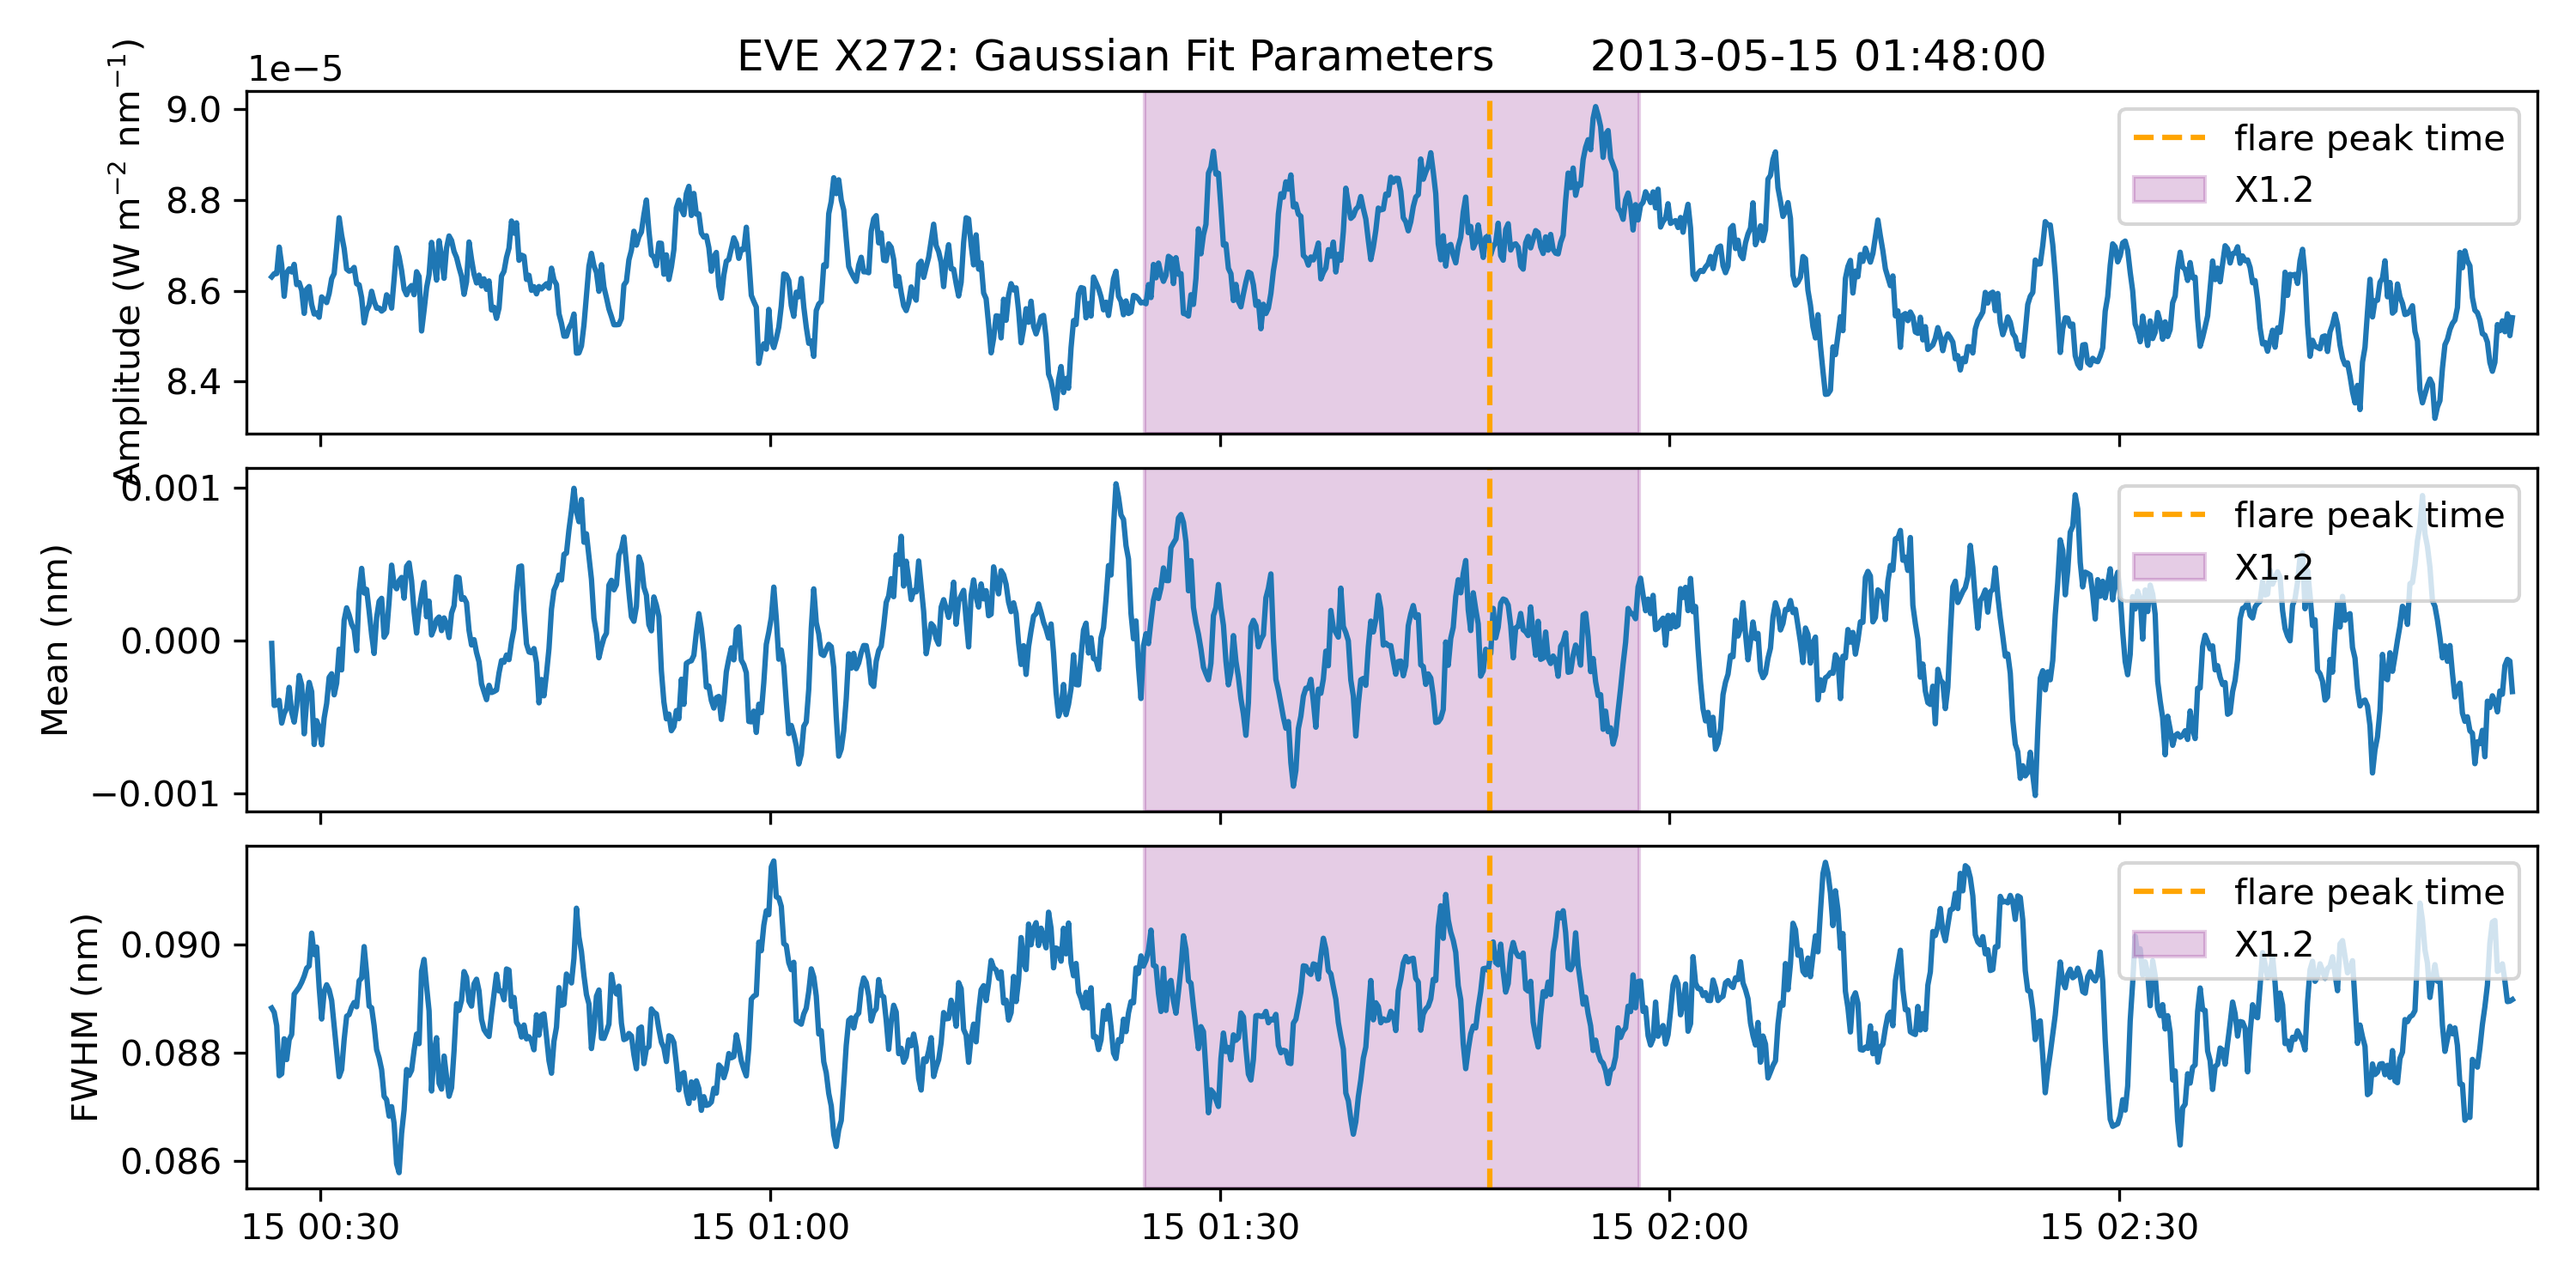 EVE X272: Gaussian Fit Parameters 2013-05-15 01:48:00
1e−5
Amplitude (W m⁻² nm⁻¹)
9.0
8.8
8.6
8.4
flare peak time
X1.2
Mean (nm)
0.001
0.000
−0.001
flare peak time
X1.2
FWHM (nm)
0.090
0.088
0.086
flare peak time
X1.2
15 00:30 15 01:00 15 01:30 15 02:00 15 02:30